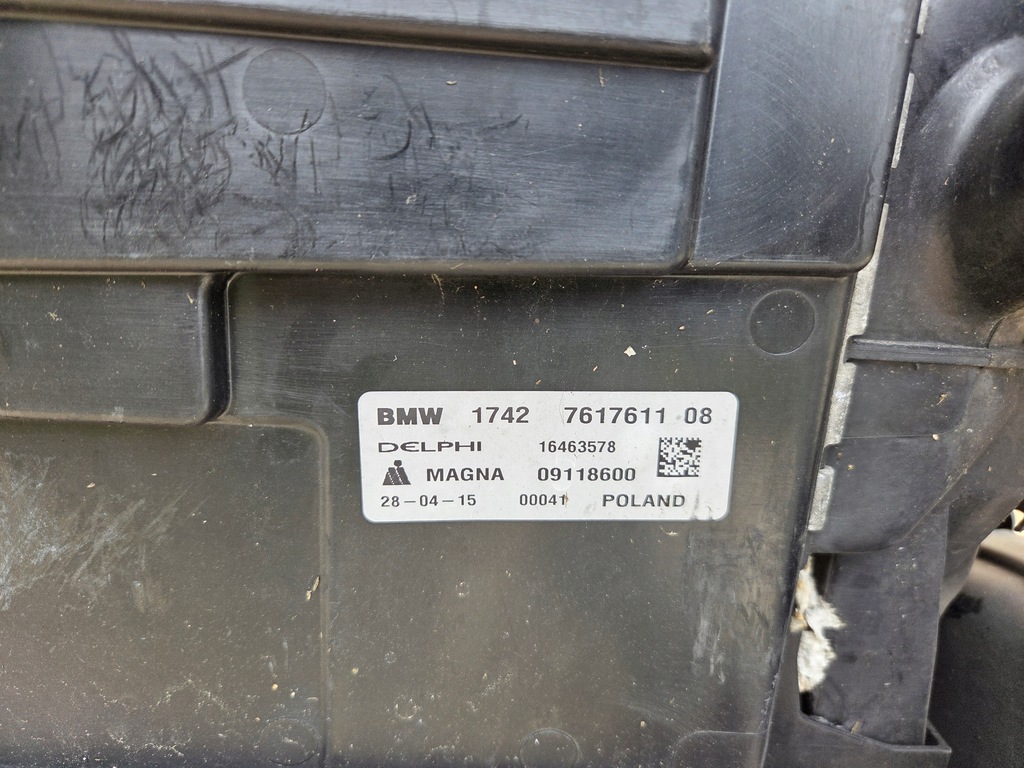 BMW 1742 7617611 08
DELPHI 16463578
MAGNA 09118600
28-04-15 00041 POLAND